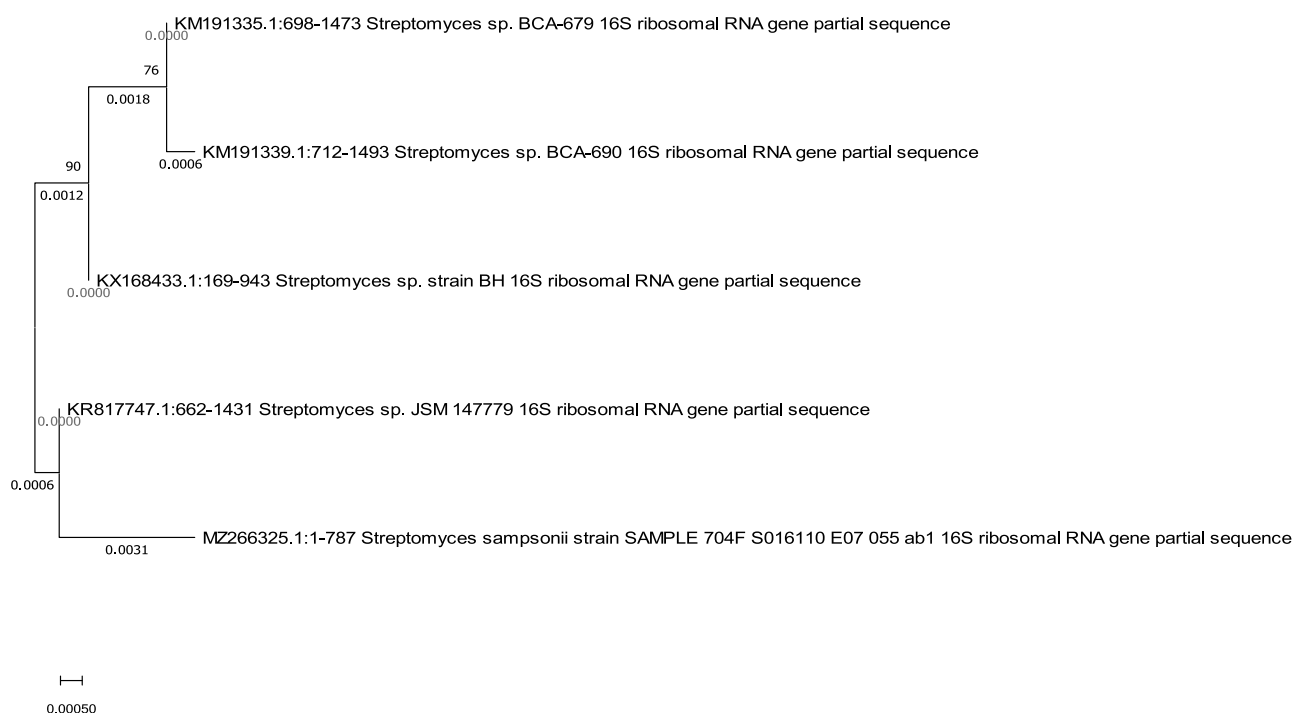 KM191335.1:698-1473 Streptomyces sp. BCA-679 16S ribosomal RNA gene partial sequence
0.0000
76
0.0018
KM191339.1:712-1493 Streptomyces sp. BCA-690 16S ribosomal RNA gene partial sequence
0.0006
90
0.0012
KX168433.1:169-943 Streptomyces sp. strain BH 16S ribosomal RNA gene partial sequence
0.0000
KR817747.1:662-1431 Streptomyces sp. JSM 147779 16S ribosomal RNA gene partial sequence
0.0000
0.0006
MZ266325.1:1-787 Streptomyces sampsonii strain SAMPLE 704F S016110 E07 055 ab1 16S ribosomal RNA gene partial sequence
0.0031
0.00050